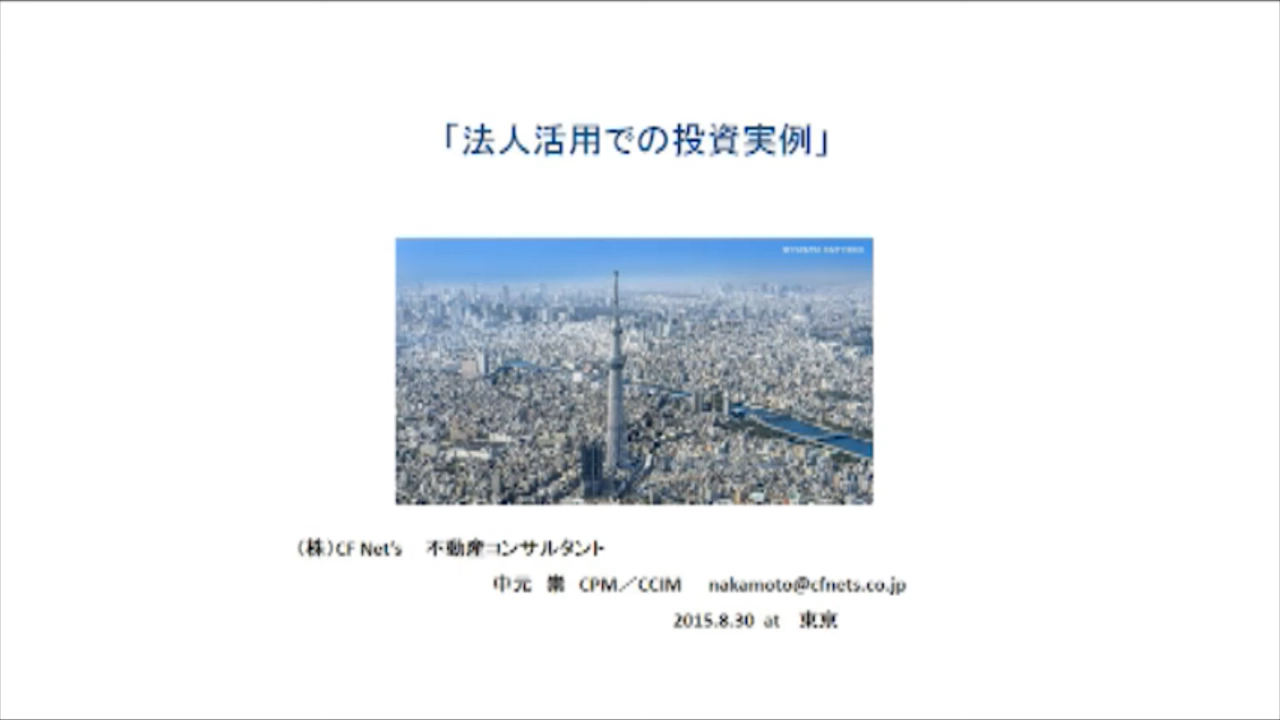 「法人活用での投資実例」
(株)CF Net's 不動産コンサルタント
中元 崇 CPM／CCIM nakamoto@cfnets.co.jp
2015.8.30 at 東京